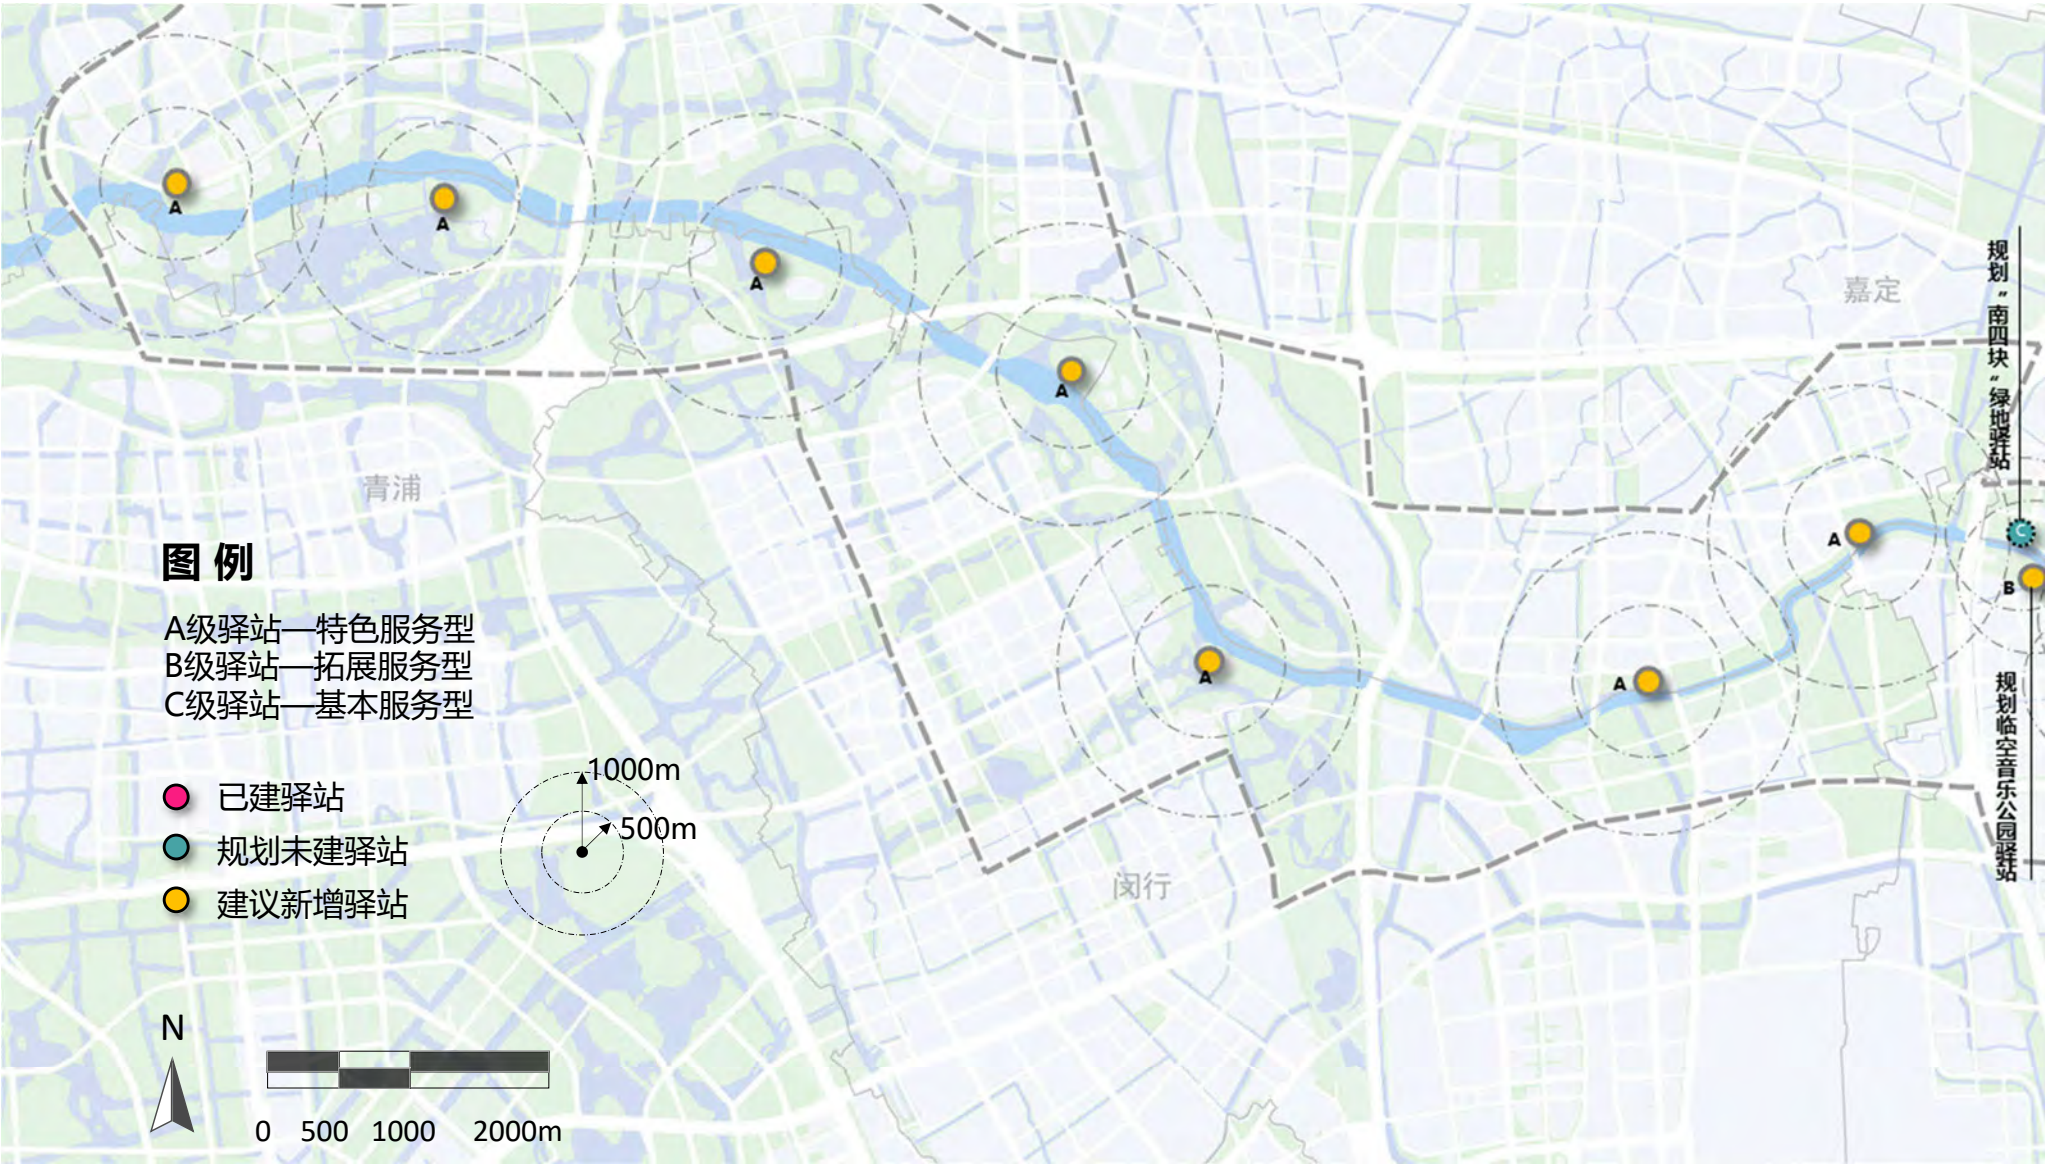 A
A
A
A
嘉定
规划“南四块“绿地驿站
青浦
A
C
B
图 例
A级驿站—特色服务型
B级驿站—拓展服务型
C级驿站—基本服务型
A
A
规划临空音乐公园驿站
1000m
500m
已建驿站
规划未建驿站
建议新增驿站
闵行
N
0 500 1000 2000m